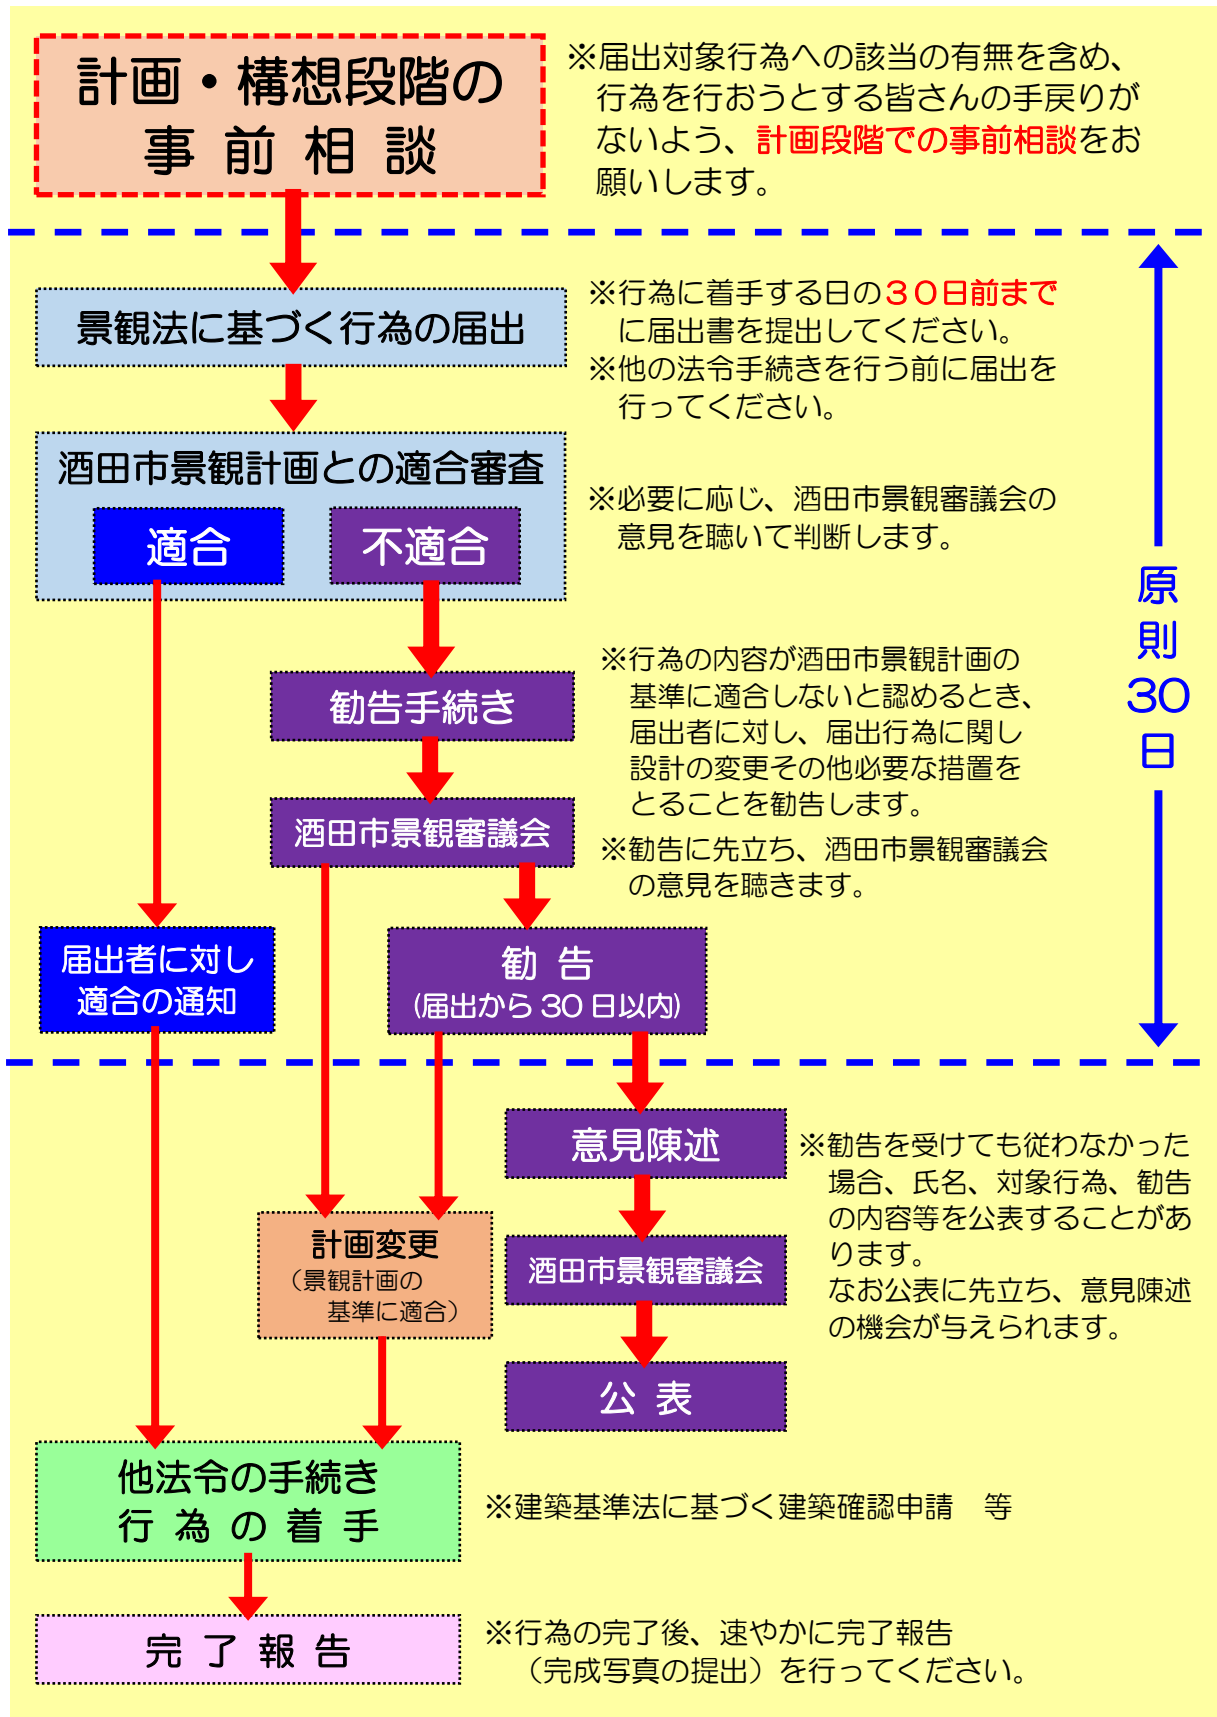 計画・構想段階の
事前相談
※届出対象行為への該当の有無を含め、
行為を行おうとする皆さんの手戻りが
ないよう、計画段階での事前相談をお
願いします。
景観法に基づく行為の届出
※行為に着手する日の３０日前まで
に届出書を提出してください。
※他の法令手続きを行う前に届出を
行ってください。
酒田市景観計画との適合審査
適合
不適合
※必要に応じ、酒田市景観審議会の
意見を聴いて判断します。
原
則
30
日
勧告手続き
※行為の内容が酒田市景観計画の
基準に適合しないと認めるとき、
届出者に対し、届出行為に関し
設計の変更その他必要な措置を
とることを勧告します。
酒田市景観審議会
※勧告に先立ち、酒田市景観審議会
の意見を聴きます。
届出者に対し
適合の通知
勧 告
(届出から 30 日以内)
意見陳述
※勧告を受けても従わなかった
場合、氏名、対象行為、勧告
の内容等を公表することがあ
ります。
なお公表に先立ち、意見陳述
の機会が与えられます。
計画変更
（景観計画の
基準に適合）
酒田市景観審議会
公 表
他法令の手続き
行為の着手
※建築基準法に基づく建築確認申請　等
完了報告
※行為の完了後、速やかに完了報告
（完成写真の提出）を行ってください。